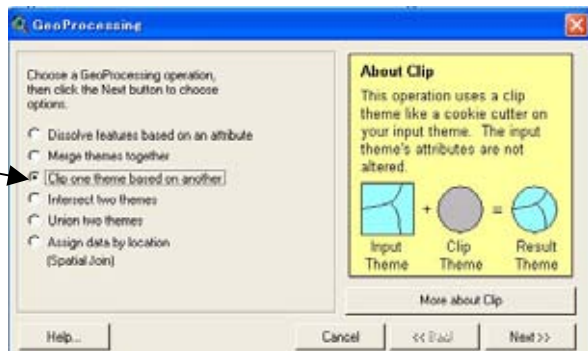 GeoProcessing
Choose a GeoProcessing operation,
then click the Next button to choose
options.
Dissolve features based on an attribute
Merge themes together
Clip one theme based on another
Intersect two themes
Union two themes
Assign data by location
(Spatial Join)
About Clip
This operation uses a clip
theme like a cookie cutter on
your input theme. The input
theme's attributes are not
altered.
+ =
Input Clip Result
Theme Theme Theme
More about Clip
Help... Cancel << Back Next >>